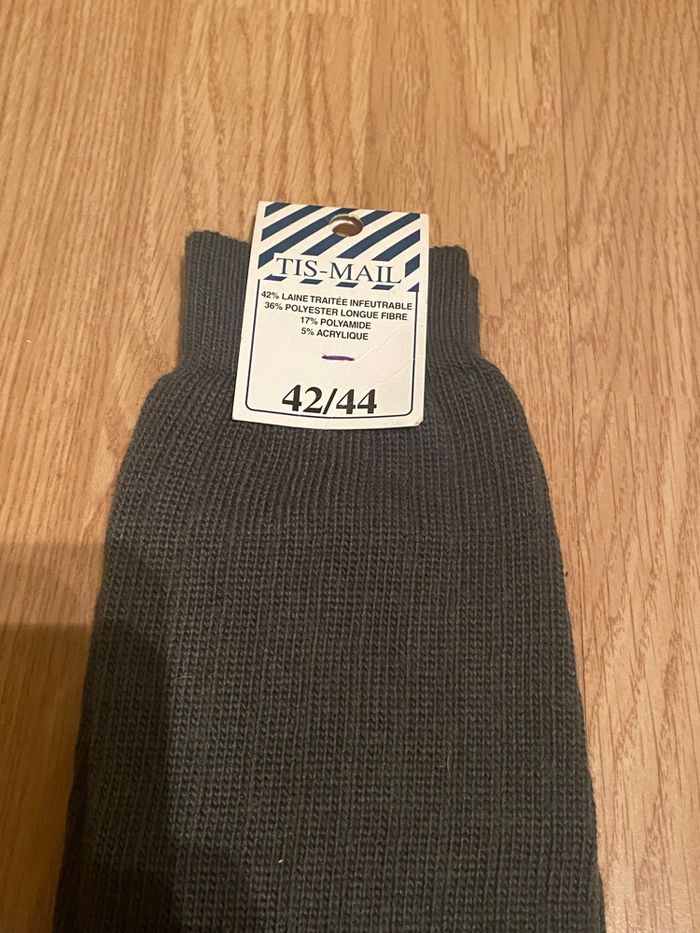 TIS-MAIL
42% LAINE TRAITÉE INFEUTRABLE
36% POLYESTER LONGUE FIBRE
17% POLYAMIDE
5% ACRYLIQUE
42/44